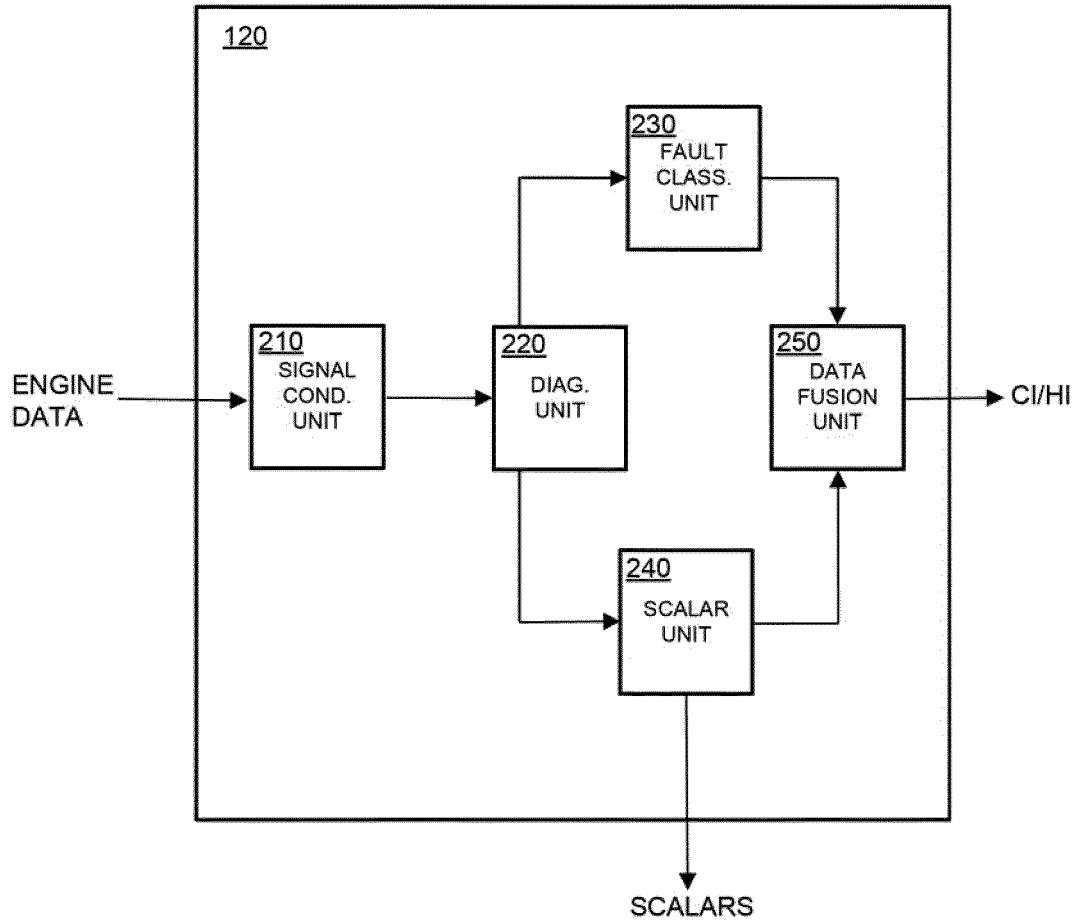 120
230
FAULT
CLASS.
UNIT
210
SIGNAL
COND.
UNIT
220
DIAG.
UNIT
250
DATA
FUSION
UNIT
ENGINE
DATA
CI/HI
240
SCALAR
UNIT
SCALARS